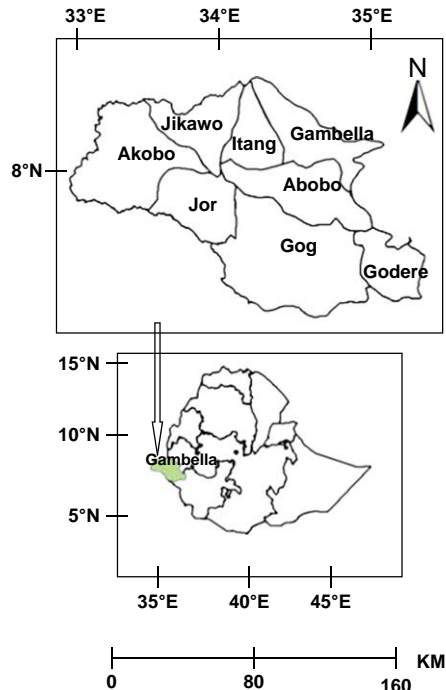 33°E 34°E 35°E
N
Jikawo
Itang
Gambella
Akobo
8°N
Abobo
Jor
Gog
Godere
15°N
10°N
Gambella
5°N
35°E 40°E 45°E
KM
0 80 160